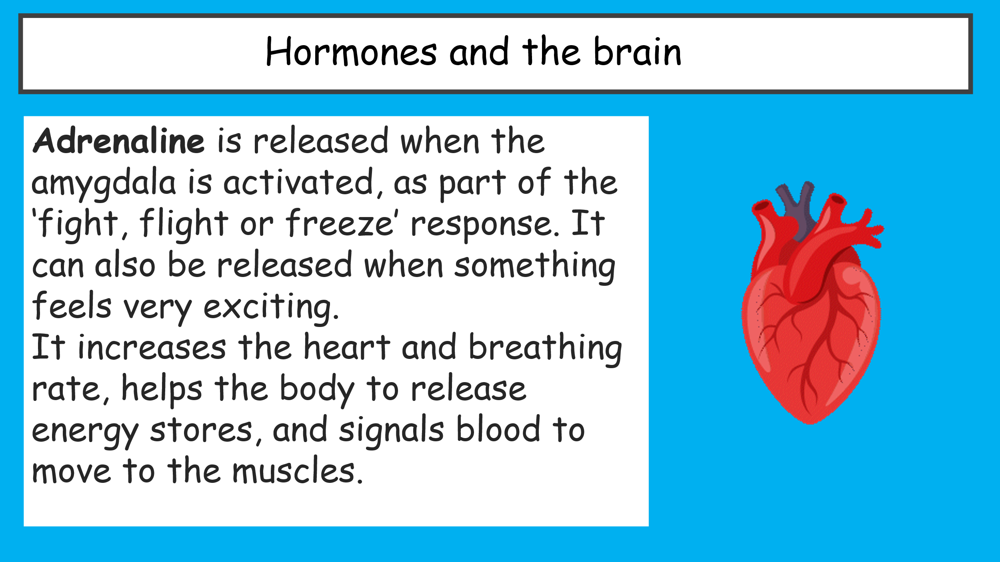 Hormones and the brain
Adrenaline is released when the
amygdala is activated, as part of the
‘fight, flight or freeze’ response. It
can also be released when something
feels very exciting.
It increases the heart and breathing
rate, helps the body to release
energy stores, and signals blood to
move to the muscles.